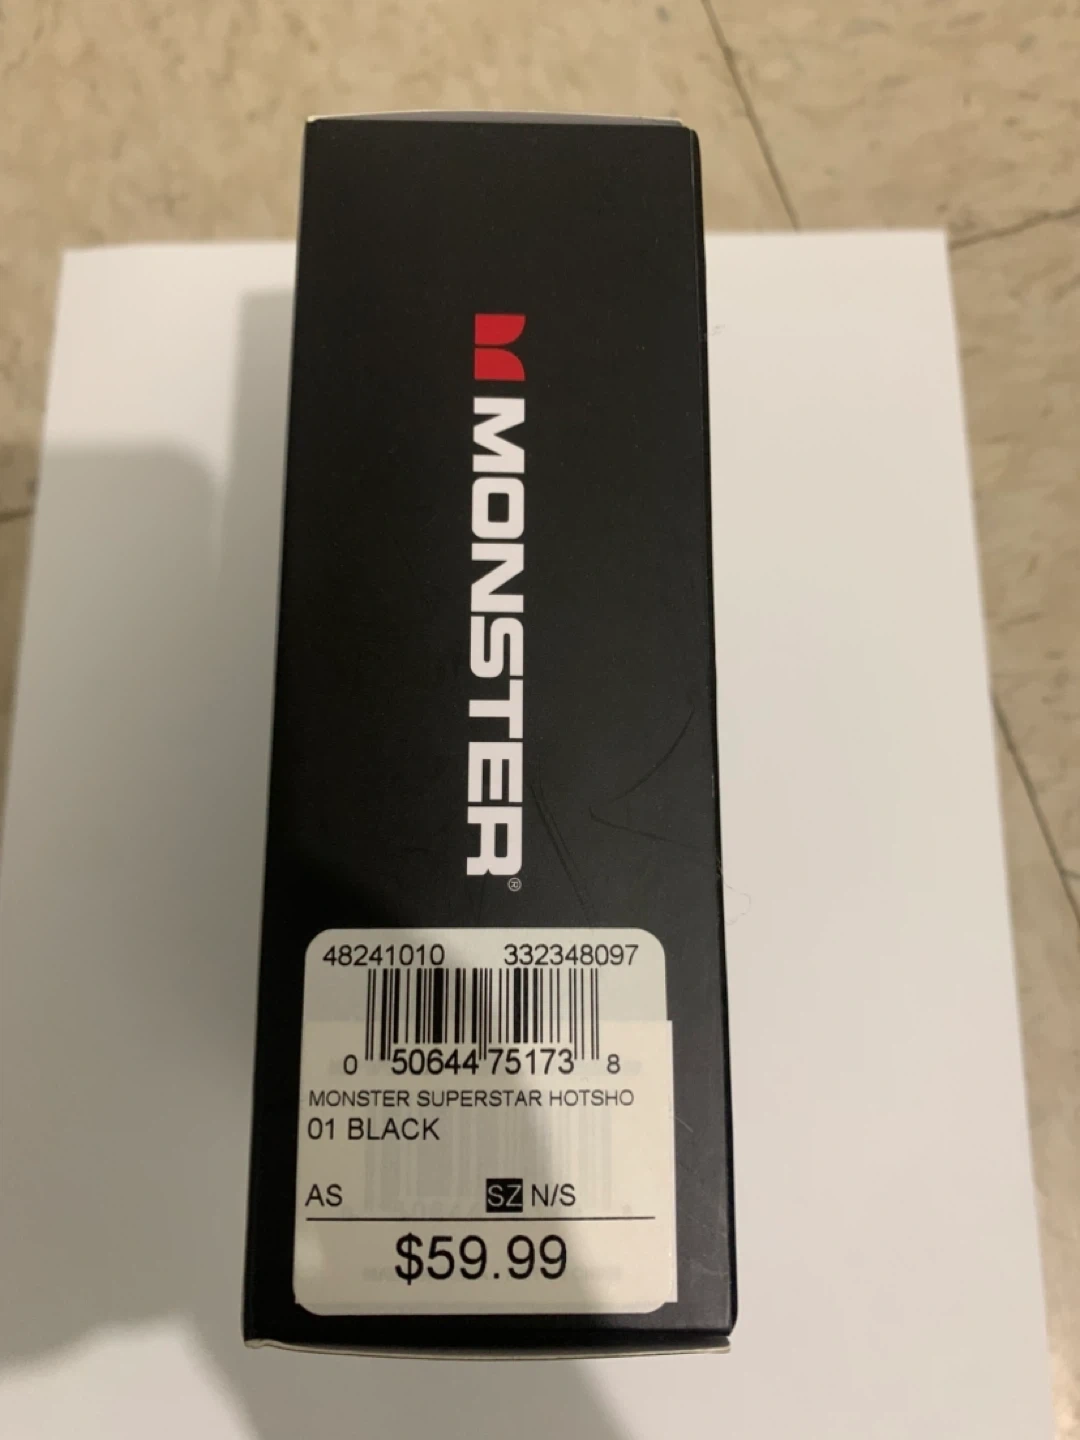 MONSTER®
48241010 332348097
0 50644 75173 8
MONSTER SUPERSTAR HOTSHO
01 BLACK
AS SZ N/S
$59.99